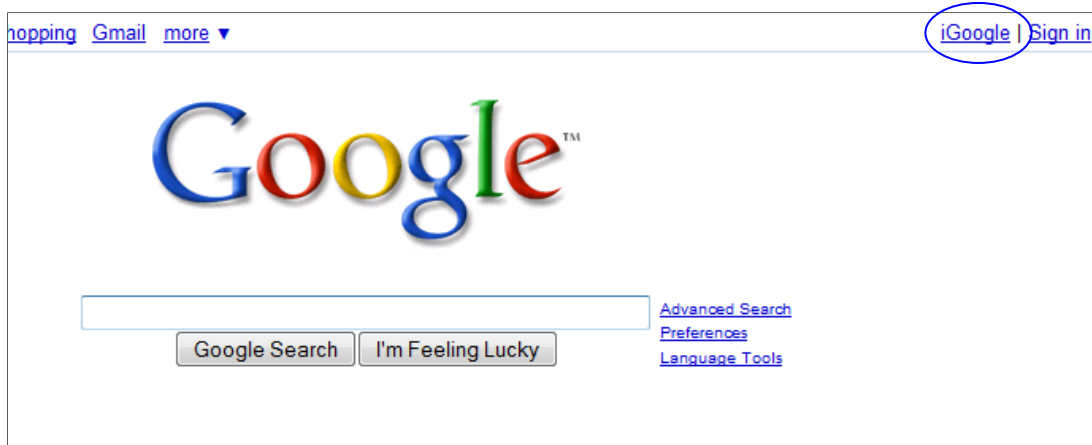 hopping Gmail more ▼ iGoogle | Sign in
Google™
Advanced Search
Preferences
Google Search I'm Feeling Lucky
Language Tools